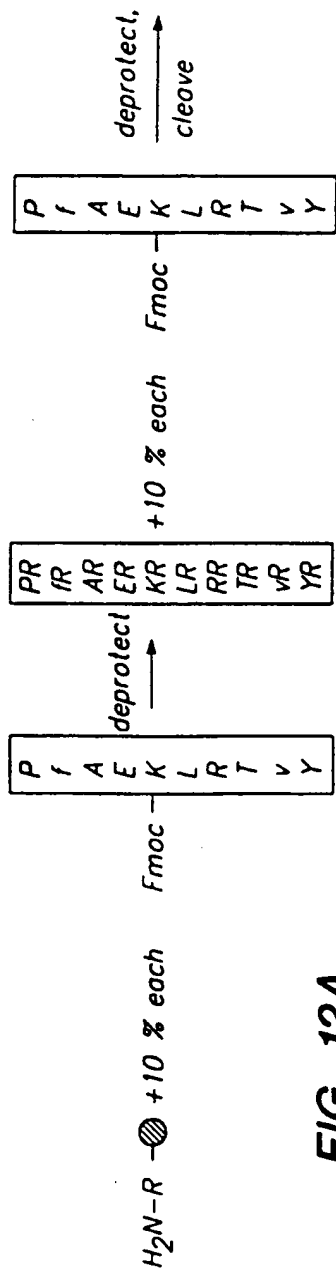 H₂N-R- +10 % each Fmoc-
P
f
A
E
K
L
R
T
v
Y
deprotect
PR
fR
AR
ER
KR
LR
RR
TR
vR
YR
+10 % each Fmoc-
P
f
A
E
K
L
R
T
v
Y
deprotect,
cleave
FIG._12A